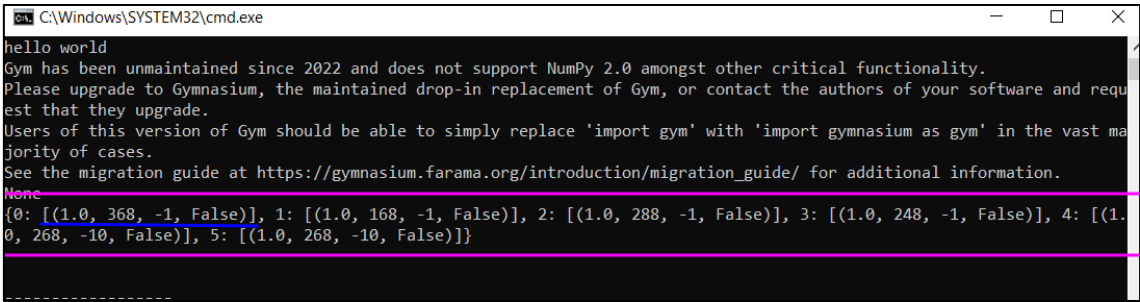 C:\Windows\SYSTEM32\cmd.exe
hello world
Gym has been unmaintained since 2022 and does not support NumPy 2.0 amongst other critical functionality.
Please upgrade to Gymnasium, the maintained drop-in replacement of Gym, or contact the authors of your software and requ
est that they upgrade.
Users of this version of Gym should be able to simply replace 'import gym' with 'import gymnasium as gym' in the vast ma
jority of cases.
See the migration guide at https://gymnasium.farama.org/introduction/migration_guide/ for additional information.
None
{0: [(1.0, 368, -1, False)], 1: [(1.0, 168, -1, False)], 2: [(1.0, 288, -1, False)], 3: [(1.0, 248, -1, False)], 4: [(1.
0, 268, -10, False)], 5: [(1.0, 268, -10, False)]}
------------------